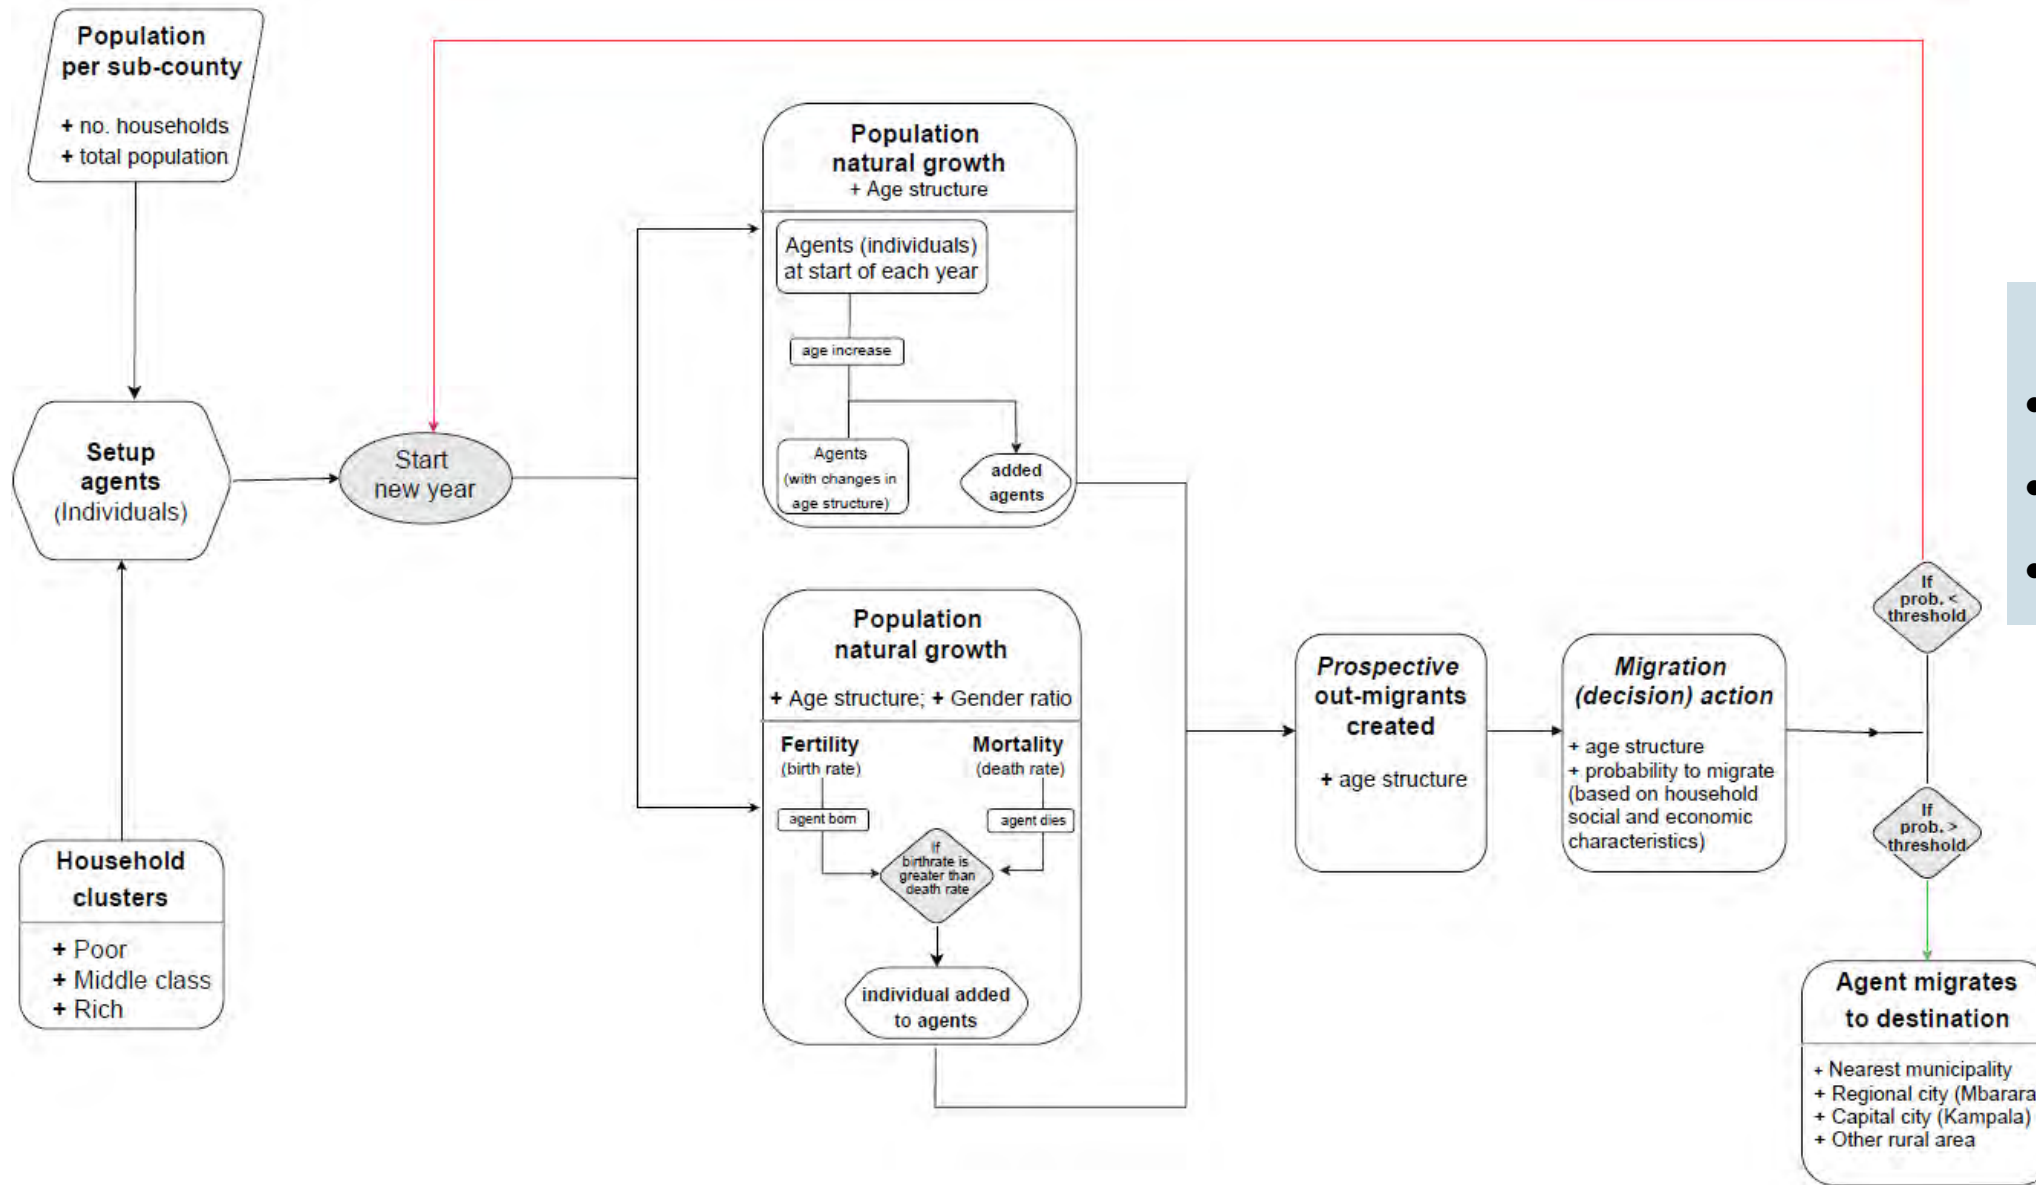 Population
per sub-county
+ no. households
+ total population
Setup
agents
(Individuals)
Household
clusters
+ Poor
+ Middle class
+ Rich
Start
new year
Population
natural growth
+ Age structure
Agents (individuals)
at start of each year
age increase
Agents
(with changes in
age structure)
added
agents
Population
natural growth
+ Age structure; + Gender ratio
Fertility
(birth rate)
Mortality
(death rate)
agent born
agent dies
If
birthrate is
greater than
death rate
individual added
to agents
Prospective
out-migrants
created
+ age structure
Migration
(decision) action
+ age structure
+ probability to migrate
(based on household
social and economic
characteristics)
If
prob. <
threshold
If
prob. >
threshold
Agent migrates
to destination
+ Nearest municipality
+ Regional city (Mbarara
+ Capital city (Kampala)
+ Other rural area